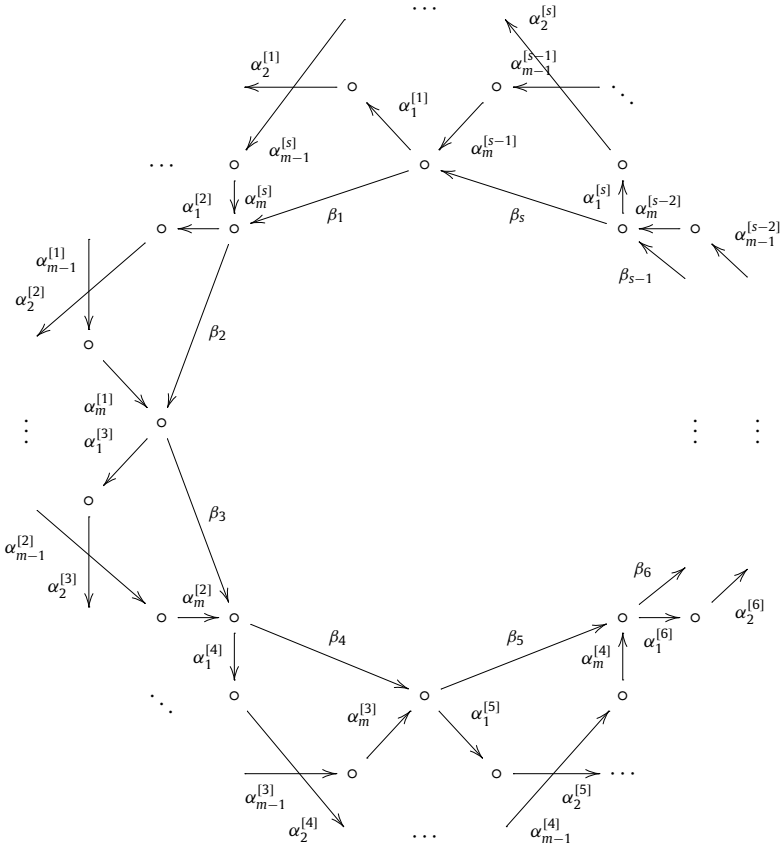 ⋯
α_2^{[s]}
α_2^{[1]}
α_{m−1}^{[s−1]}
α_1^{[1]}
⋱
α_{m−1}^{[s]}
α_m^{[s−1]}
⋯
α_1^{[2]}
α_m^{[s]}
α_1^{[s]}
α_m^{[s−2]}
β_1
β_s
α_{m−1}^{[s−2]}
α_{m−1}^{[1]}
β_{s−1}
α_2^{[2]}
β_2
α_m^{[1]}
⋮
⋮
⋮
α_1^{[3]}
β_3
α_{m−1}^{[2]}
β_6
α_2^{[3]}
α_m^{[2]}
α_2^{[6]}
β_4
β_5
α_1^{[4]}
α_m^{[4]}
α_1^{[6]}
⋱
α_m^{[3]}
α_1^{[5]}
⋯
α_{m−1}^{[3]}
α_2^{[5]}
α_2^{[4]}
α_{m−1}^{[4]}
⋯